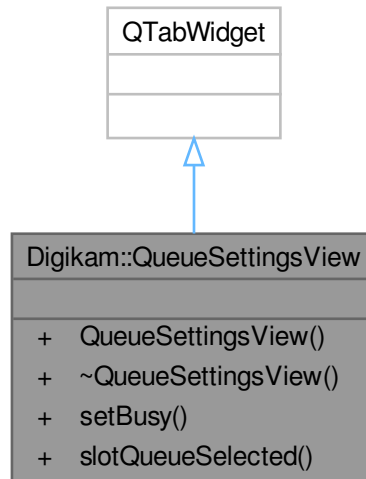 QTabWidget
Digikam::QueueSettingsView
+ QueueSettingsView()
+ ~QueueSettingsView()
+ setBusy()
+ slotQueueSelected()